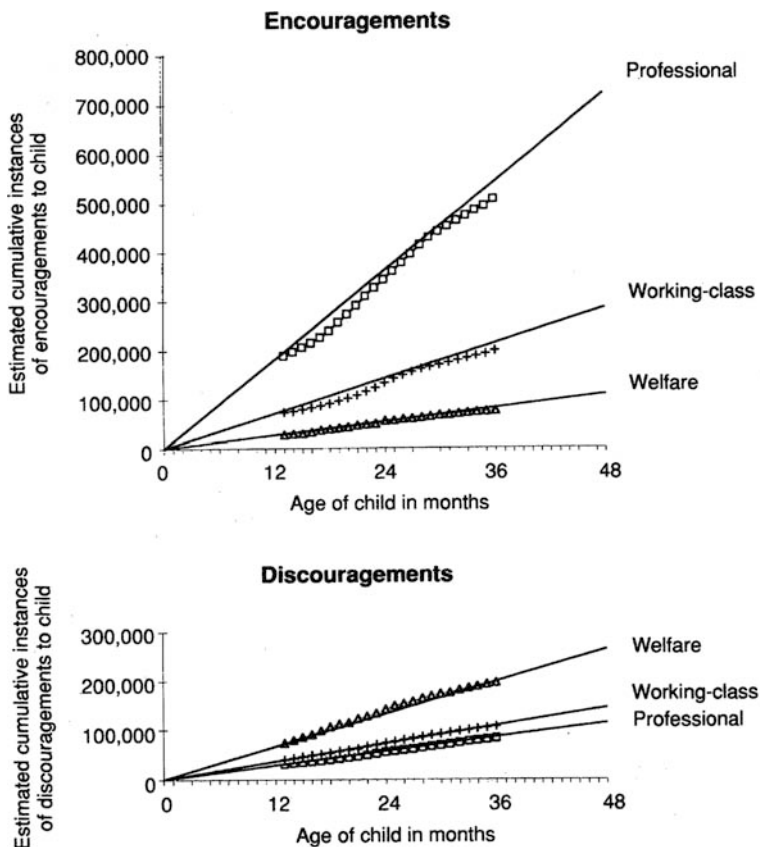 Encouragements
Estimated cumulative instances
of encouragements to child
800,000
700,000
600,000
500,000
400,000
300,000
200,000
100,000
0
Professional
Working-class
Welfare
0 12 24 36 48
Age of child in months
Discouragements
Estimated cumulative instances
of discouragements to child
300,000
200,000
100,000
0
Welfare
Working-class
Professional
0 12 24 36 48
Age of child in months